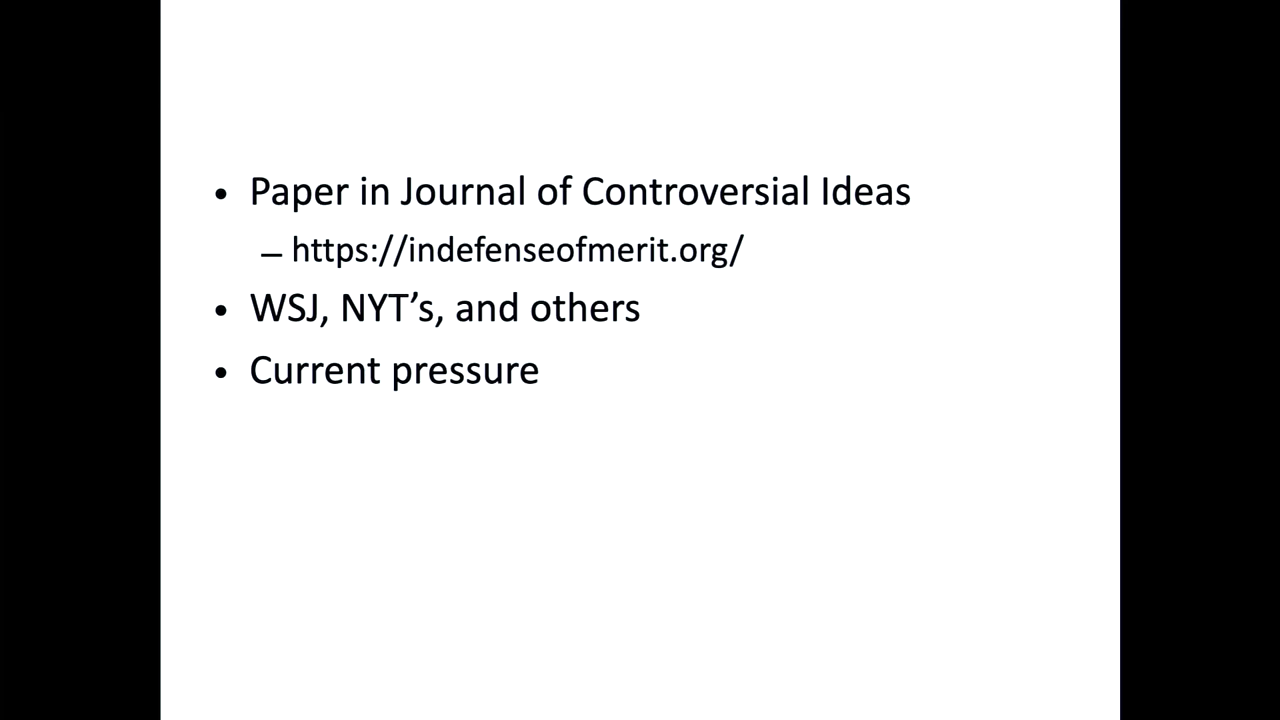 • Paper in Journal of Controversial Ideas
– https://indefenseofmerit.org/
• WSJ, NYT’s, and others
• Current pressure